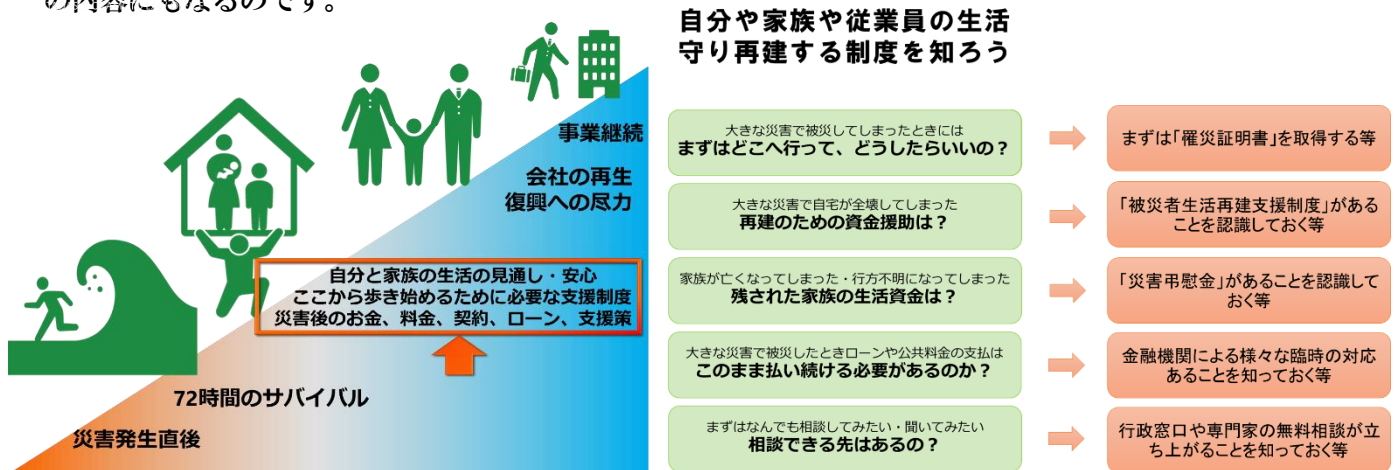 の内容にもなるのです。
事業継続
会社の再生
復興への尽力
自分と家族の生活の見通し・安心
ここから歩き始めるために必要な支援制度
災害後のお金、料金、契約、ローン、支援策
72時間のサバイバル
災害発生直後
自分や家族や従業員の生活
守り再建する制度を知ろう
大きな災害で被災してしまったときには
まずはどこへ行って、どうしたらいいの？
まずは「罹災証明書」を取得する等
大きな災害で自宅が全壊してしまった
再建のための資金援助は？
「被災者生活再建支援制度」がある
ことを認識しておく等
家族が亡くなってしまった・行方不明になってしまった
残された家族の生活資金は？
「災害弔慰金」があることを認識して
おく等
大きな災害で被災したときローンや公共料金の支払は
このまま払い続ける必要があるのか？
金融機関による様々な臨時の対応
あることを知っておく等
まずはなんでも相談してみたい・聞いてみたい
相談できる先はあるの？
行政窓口や専門家の無料相談が立
ち上がることを知っておく等